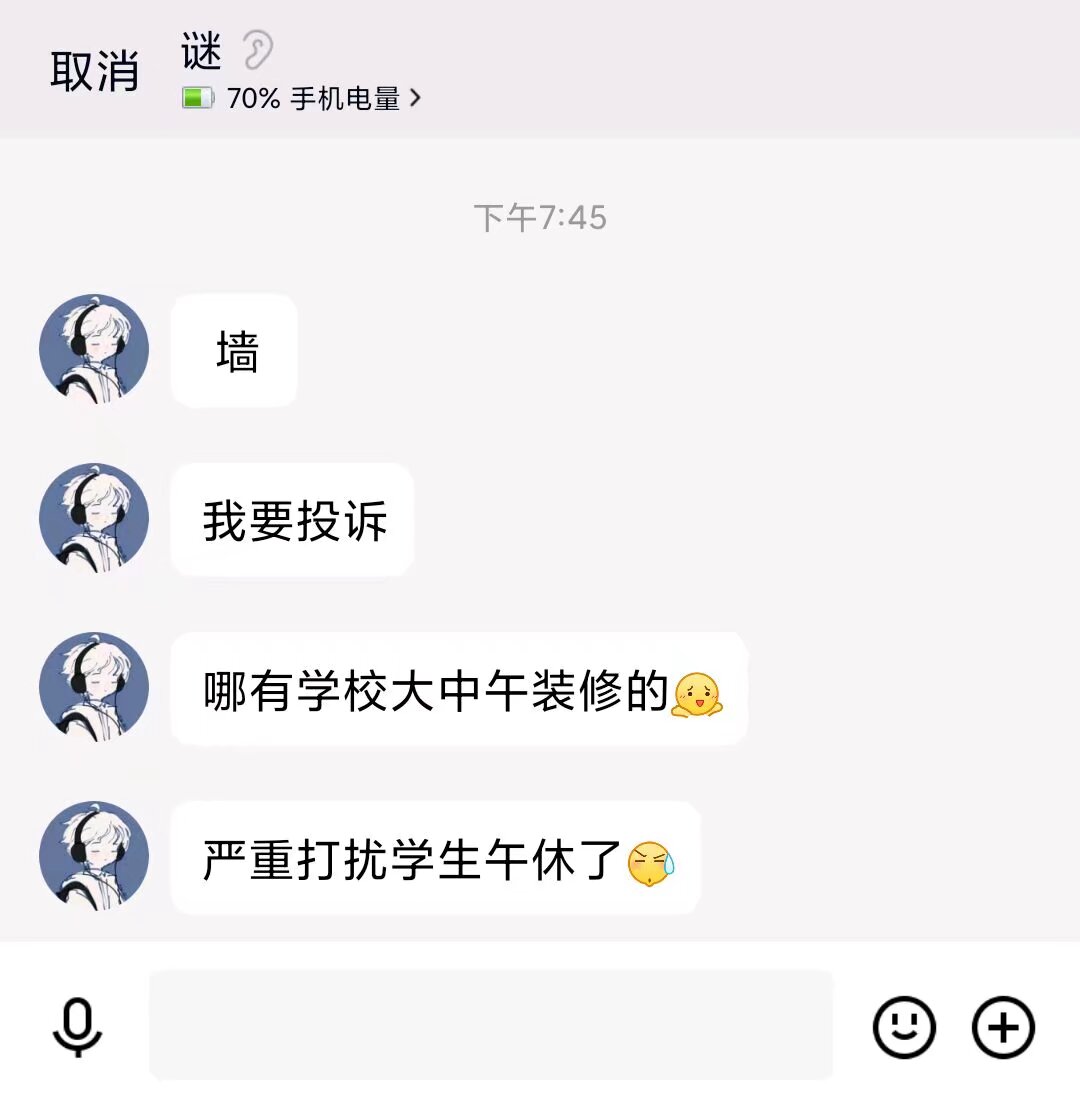 取消
谜
70% 手机电量
下午7:45
墙
我要投诉
哪有学校大中午装修的
严重打扰学生午休了